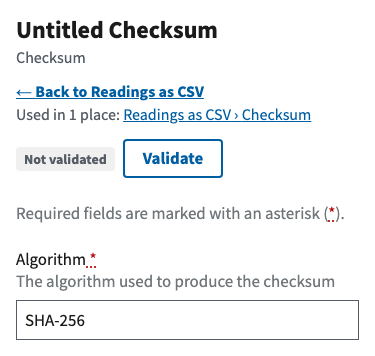 Untitled Checksum
Checksum
← Back to Readings as CSV
Used in 1 place: Readings as CSV › Checksum
Not validated Validate
Required fields are marked with an asterisk (*).
Algorithm *
The algorithm used to produce the checksum
SHA-256